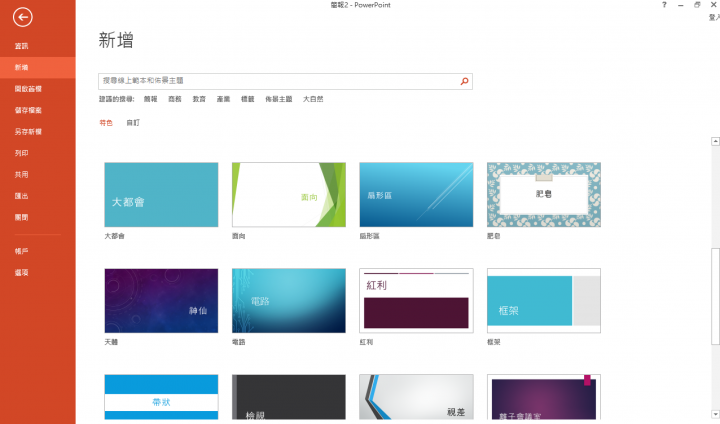 簡報2 - PowerPoint
?
登入
資訊
新增
開啟舊檔
儲存檔案
另存新檔
列印
共用
匯出
關閉
帳戶
選項
新增
搜尋線上範本和佈景主題
建議的搜尋: 簡報 商務 教育 產業 標籤 佈景主題 大自然
特色 自訂
大都會
面向
扇形區
肥皂
大都會 面向 扇形區 肥皂
神仙
電路
紅利
框架
天體 電路 紅利 框架
帶狀
檢視
視差
離子會議室